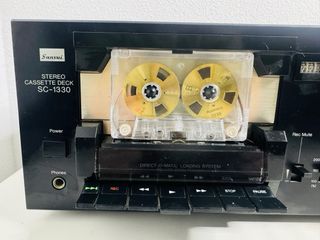 Sansui
STEREO
CASSETTE DECK
SC-1330
Rec Mute
Power
DIRECT-O-MATIC LOADING SYSTEM
Phones
REC
STOP
PAUSE